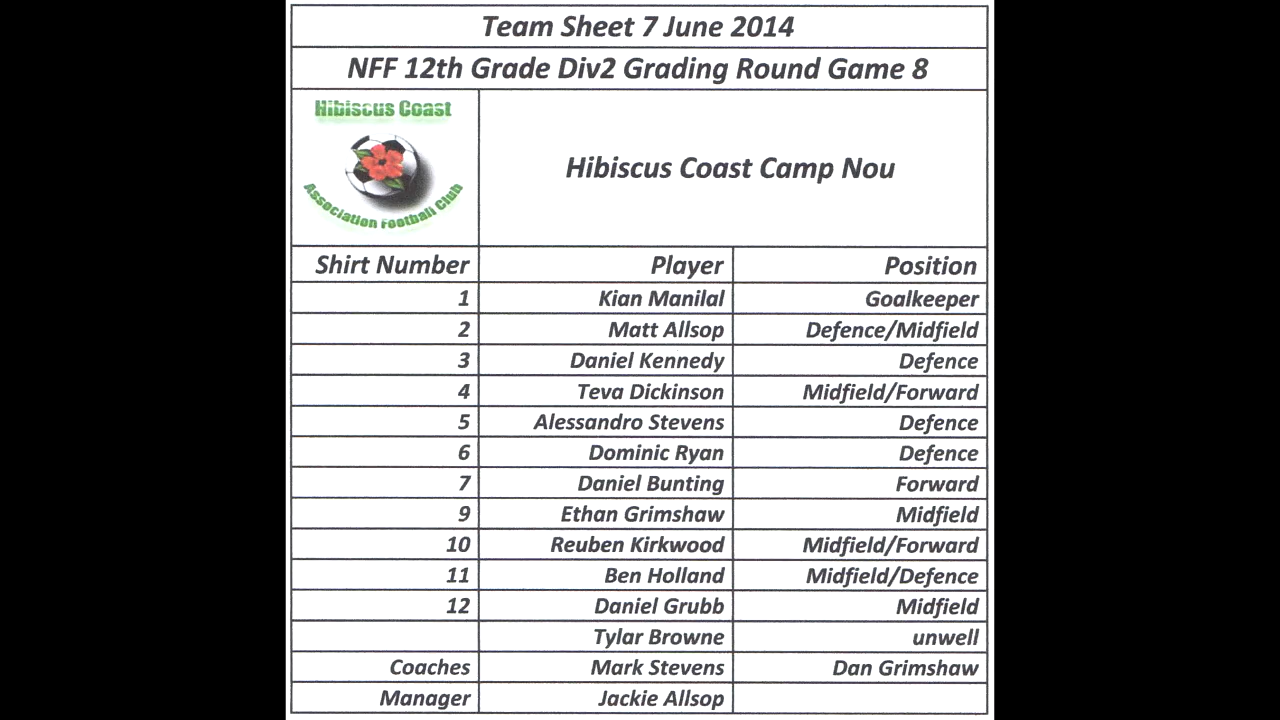 Team Sheet 7 June 2014
NFF 12th Grade Div2 Grading Round Game 8
Hibiscus Coast
Association Football Club
Hibiscus Coast Camp Nou
Shirt Number Player Position
1 Kian Manilal Goalkeeper
2 Matt Allsop Defence/Midfield
3 Daniel Kennedy Defence
4 Teva Dickinson Midfield/Forward
5 Alessandro Stevens Defence
6 Dominic Ryan Defence
7 Daniel Bunting Forward
9 Ethan Grimshaw Midfield
10 Reuben Kirkwood Midfield/Forward
11 Ben Holland Midfield/Defence
12 Daniel Grubb Midfield
Tylar Browne unwell
Coaches Mark Stevens Dan Grimshaw
Manager Jackie Allsop